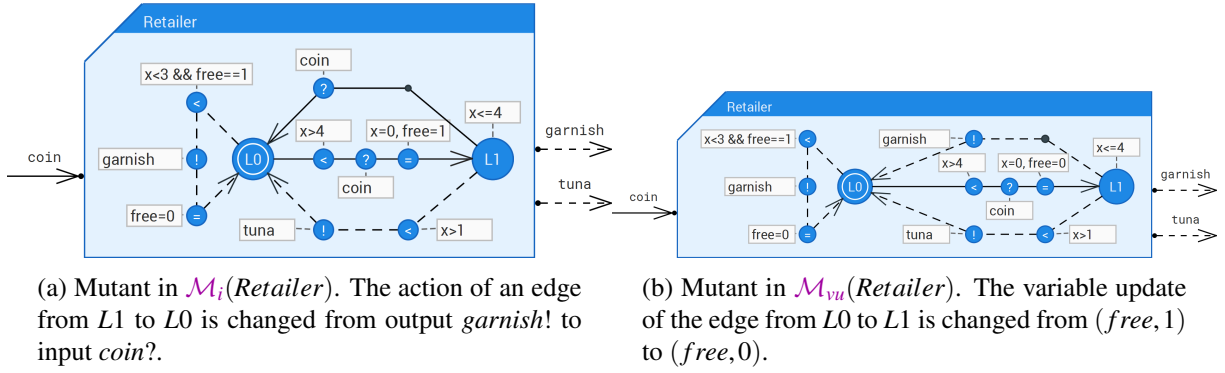 Retailer
coin
x<3 && free==1
?
x<=4
<
x>4
x=0, free=1
garnish
garnish
!
L0
<
?
=
L1
coin
coin
tuna
free=0
=
tuna
!
<
x>1
(a) Mutant in ℳi(Retailer). The action of an edge
from L1 to L0 is changed from output garnish! to
input coin?.
Retailer
x<3 && free==1
<
garnish
!
x<=4
x>4
x=0, free=0
garnish
garnish
!
L0
<
?
=
L1
coin
coin
tuna
free=0
=
tuna
!
<
x>1
(b) Mutant in ℳvu(Retailer). The variable update
of the edge from L0 to L1 is changed from (free, 1)
to (free, 0).